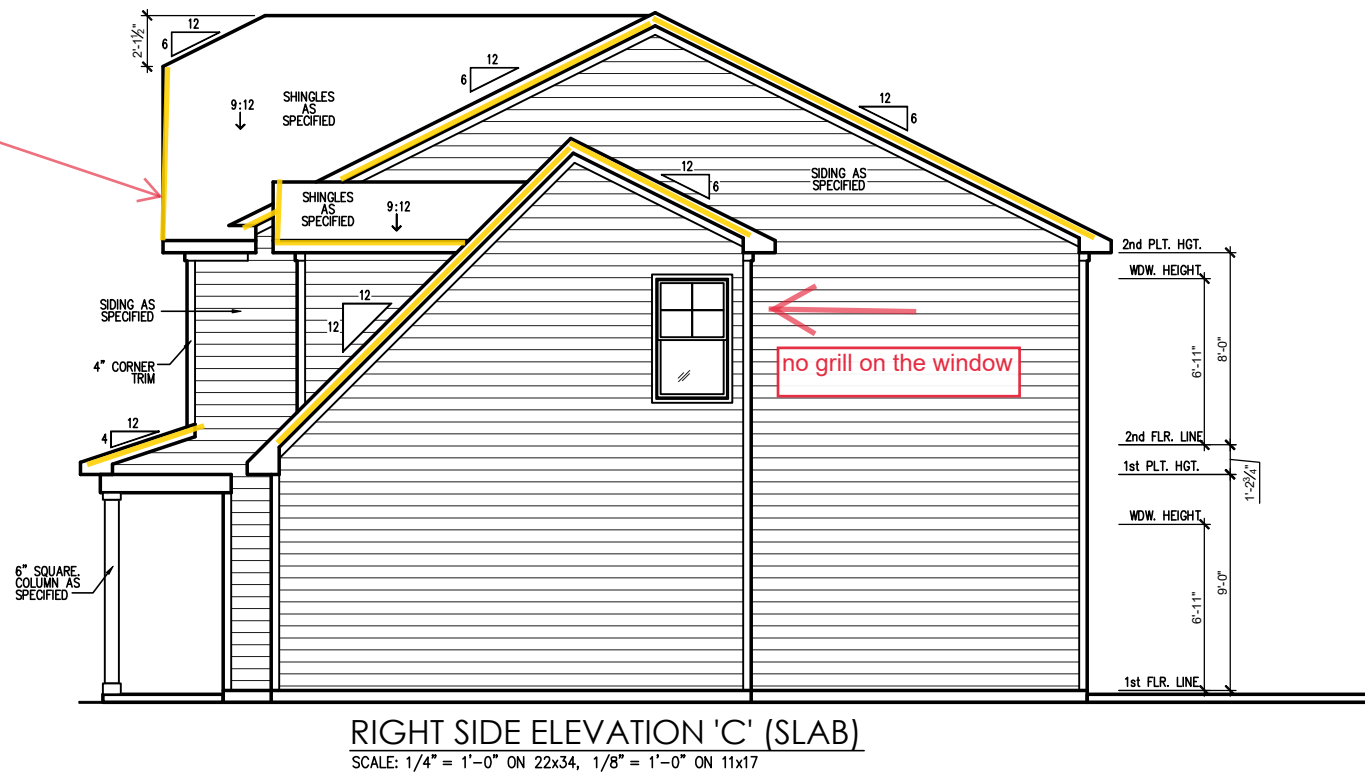 12
6
2'-1½"
9:12
SHINGLES
AS
SPECIFIED
12
6
12
6
12
6
SIDING AS
SPECIFIED
SHINGLES
AS
SPECIFIED
9:12
2nd PLT. HGT.
WDW. HEIGHT
SIDING AS
SPECIFIED
12
12
no grill on the window
6'-11"
8'-0"
4" CORNER
TRIM
12
4
2nd FLR. LINE
1st PLT. HGT.
1'-2¾"
WDW. HEIGHT
6" SQUARE
COLUMN AS
SPECIFIED
6'-11"
9'-0"
1st FLR. LINE
RIGHT SIDE ELEVATION 'C' (SLAB)
SCALE: 1/4" = 1'-0" ON 22x34, 1/8" = 1'-0" ON 11x17